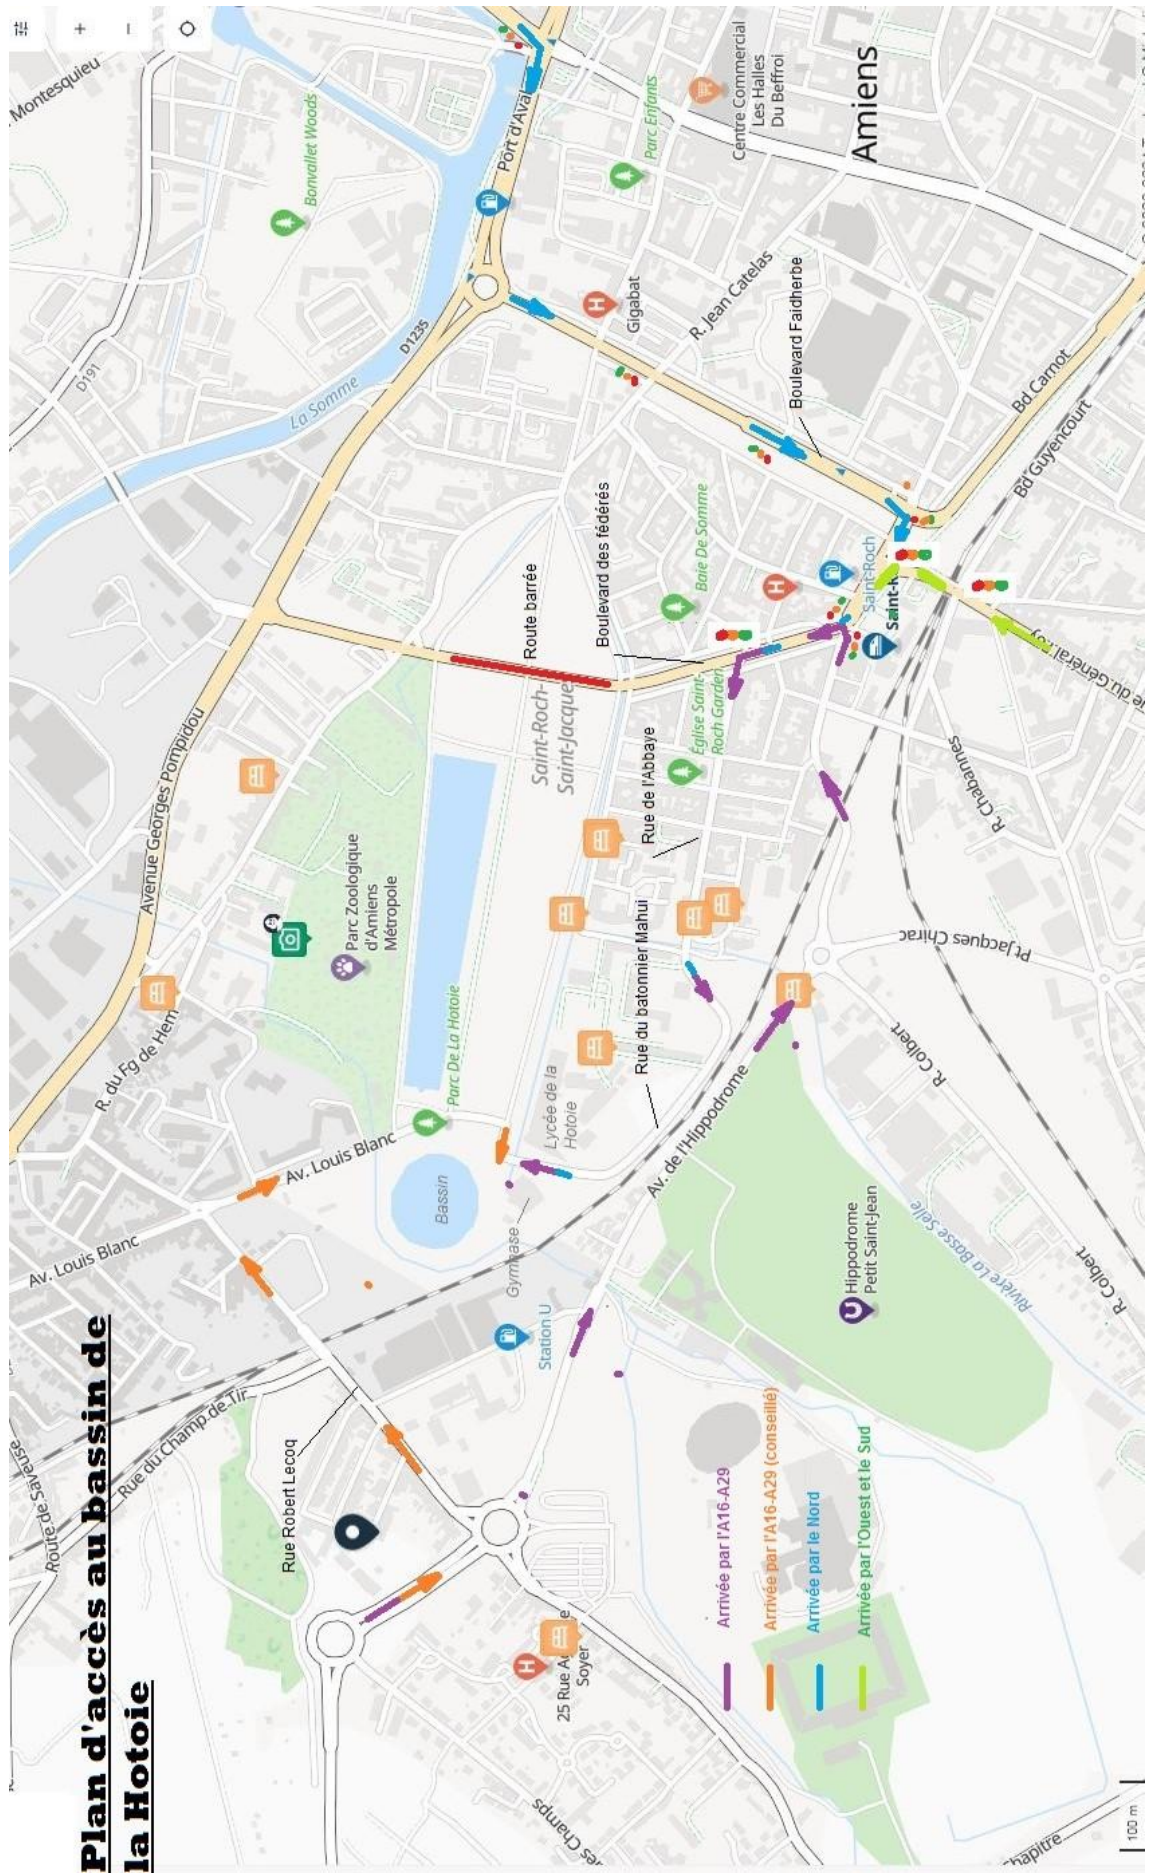 Plan d'accès au bassin de
la Hotoie
Montesquieu
D191
Bonvallet Woods
La Somme
D1235
Port d'Aval
Parc Enfants
Centre Commercial
Les Halles
Du Beffroi
Amiens
Gigabat
R. Jean Catelas
Boulevard Faidherbe
Bd Carnot
Bd Guyencourt
Route barrée
Boulevard des fédérés
Baie De Somme
Saint-Roch
Avenue Georges Pompidou
Saint-Roch-
Saint-Jacques
Église Saint-
Roch Garden
Rue de l'Abbaye
R. Chabannes
Parc Zoologique
d'Amiens
Métropole
Rue du batonnier Mahui
Pt Jacques Chirac
R. du Fg de Hem
Parc De La Hotoie
Lycée de la
Hotoie
Av. de l'Hippodrome
R. Colbert
Av. Louis Blanc
Av. Louis Blanc
Bassin
Gymnase
Station U
Hippodrome
Petit Saint-Jean
Rivière La Basse Selle
R. Colbert
Route de Saveuse
Rue du Champ de Tir
Rue Robert Lecoq
25 Rue
Soyer
Arrivée par l'A16-A29
Arrivée par l'A16-A29 (conseillé)
Arrivée par le Nord
Arrivée par l'Ouest et le Sud
es Champs
Chapitre
100 m